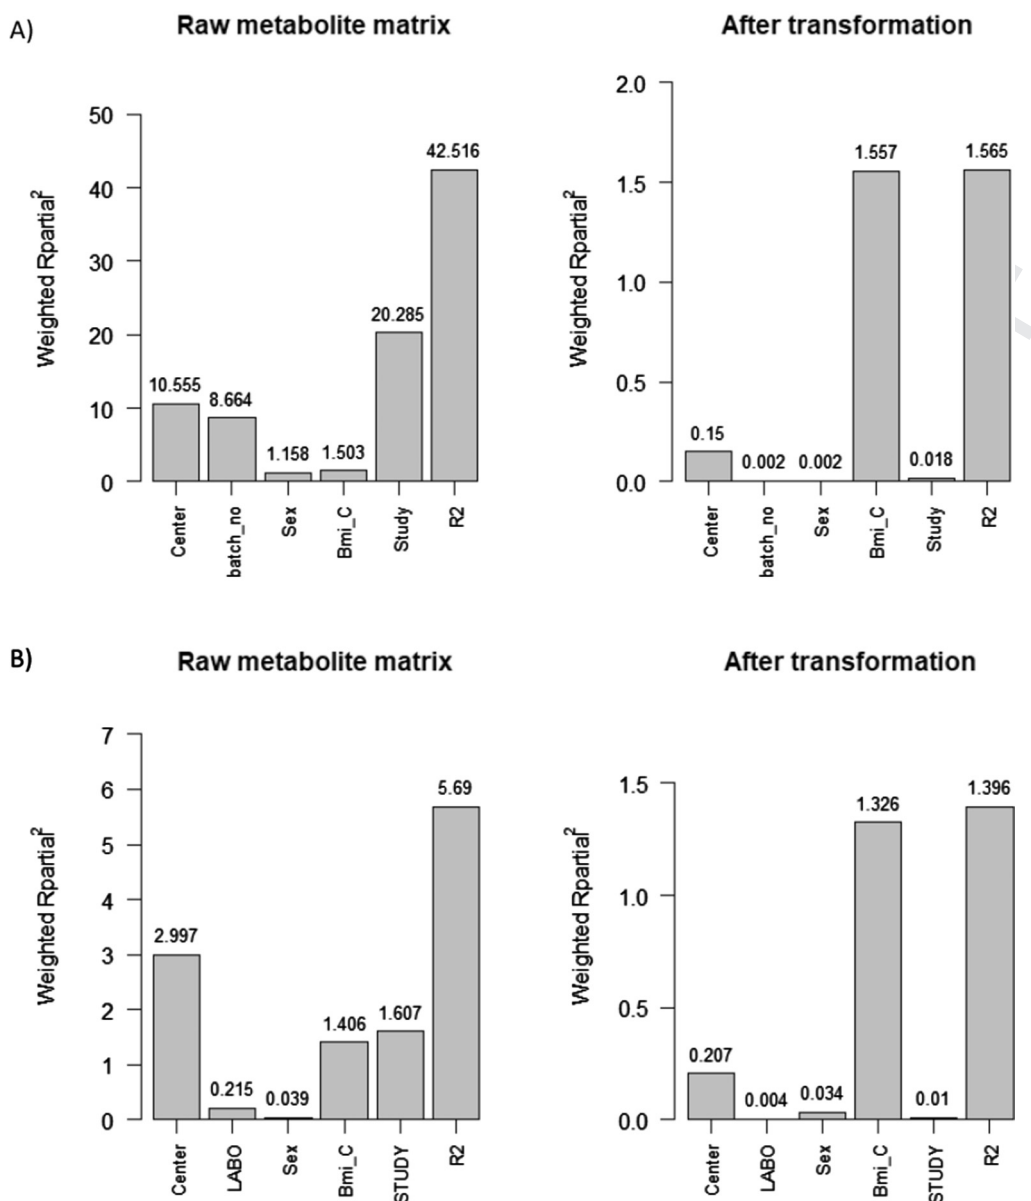 A)
Raw metabolite matrix
Weighted Rpartial²
50
40
30
20
10
0
10.555
8.664
1.158
1.503
20.285
42.516
Center
batch_no
Sex
Bmi_C
Study
R2
After transformation
Weighted Rpartial²
2.0
1.5
1.0
0.5
0.0
0.15
0.002
0.002
1.557
0.018
1.565
Center
batch_no
Sex
Bmi_C
Study
R2
B)
Raw metabolite matrix
Weighted Rpartial²
7
6
5
4
3
2
1
0
2.997
0.215
0.039
1.406
1.607
5.69
Center
LABO
Sex
Bmi_C
STUDY
R2
After transformation
Weighted Rpartial²
1.5
1.0
0.5
0.0
0.207
0.004
0.034
1.326
0.01
1.396
Center
LABO
Sex
Bmi_C
STUDY
R2